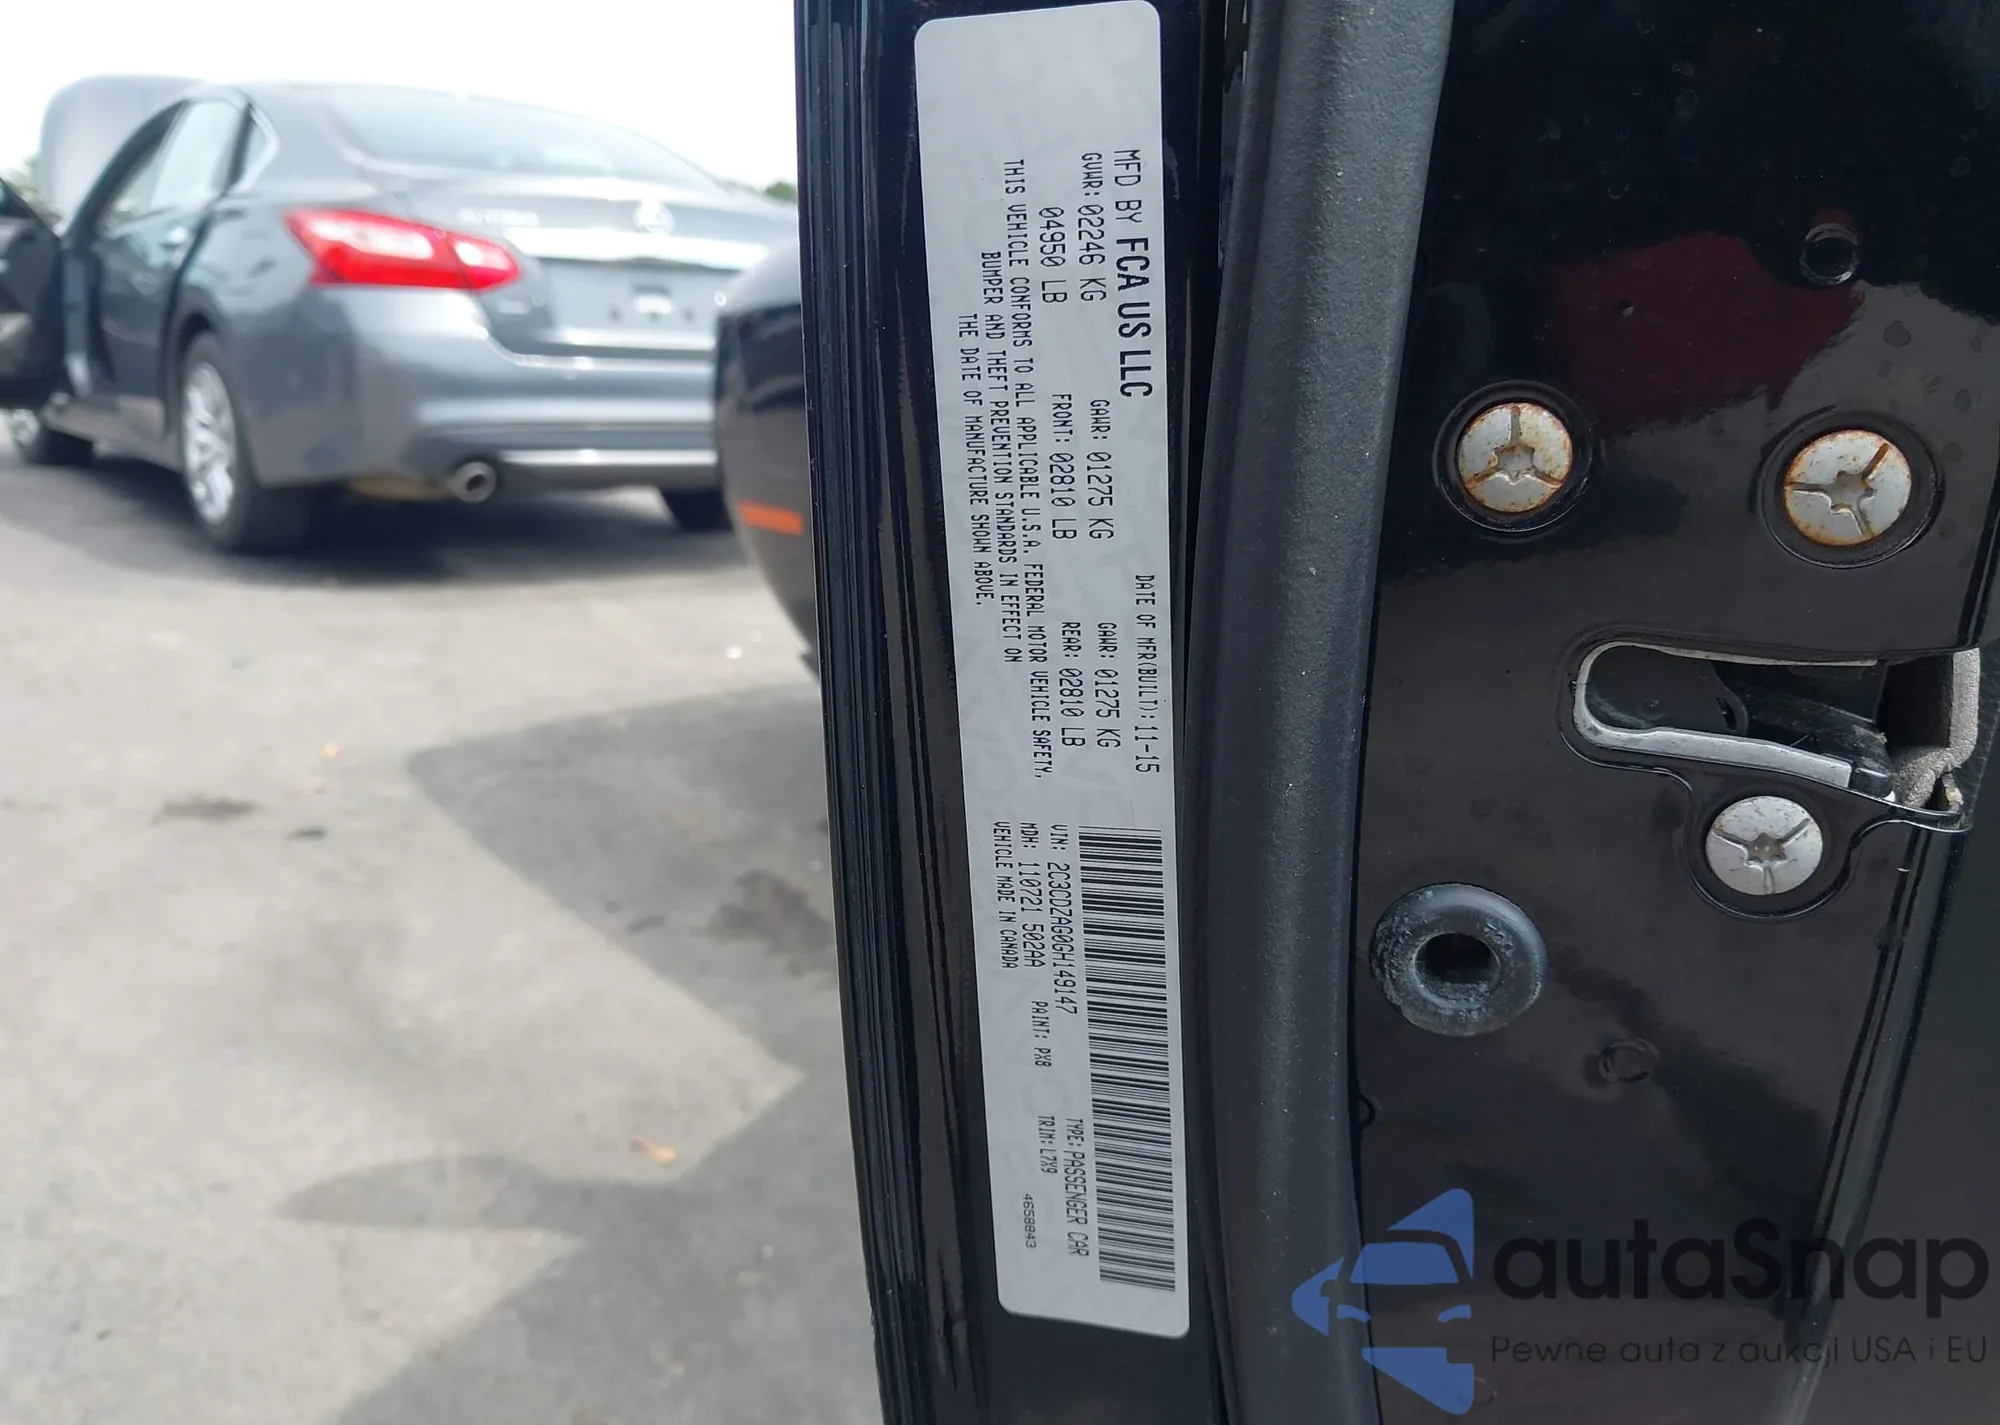 MFD BY FCA US LLC
DATE OF MFR(BUILT): 11-15
GVWR: 02246 KG
GAWR: 01275 KG
GAWR: 01275 KG
04950 LB
FRONT: 02810 LB
REAR: 02810 LB
THIS VEHICLE CONFORMS TO ALL APPLICABLE U.S.A. FEDERAL MOTOR VEHICLE SAFETY,
BUMPER AND THEFT PREVENTION STANDARDS IN EFFECT ON
THE DATE OF MANUFACTURE SHOWN ABOVE.
VIN: 2C3CDZAG0GH149147
TYPE: PASSENGER CAR
MDH: 110721 502AA
PAINT: PX8
TRIM: L7X9
VEHICLE MADE IN CANADA
4658843
autaSnap
Pewne auta z aukcji USA i EU